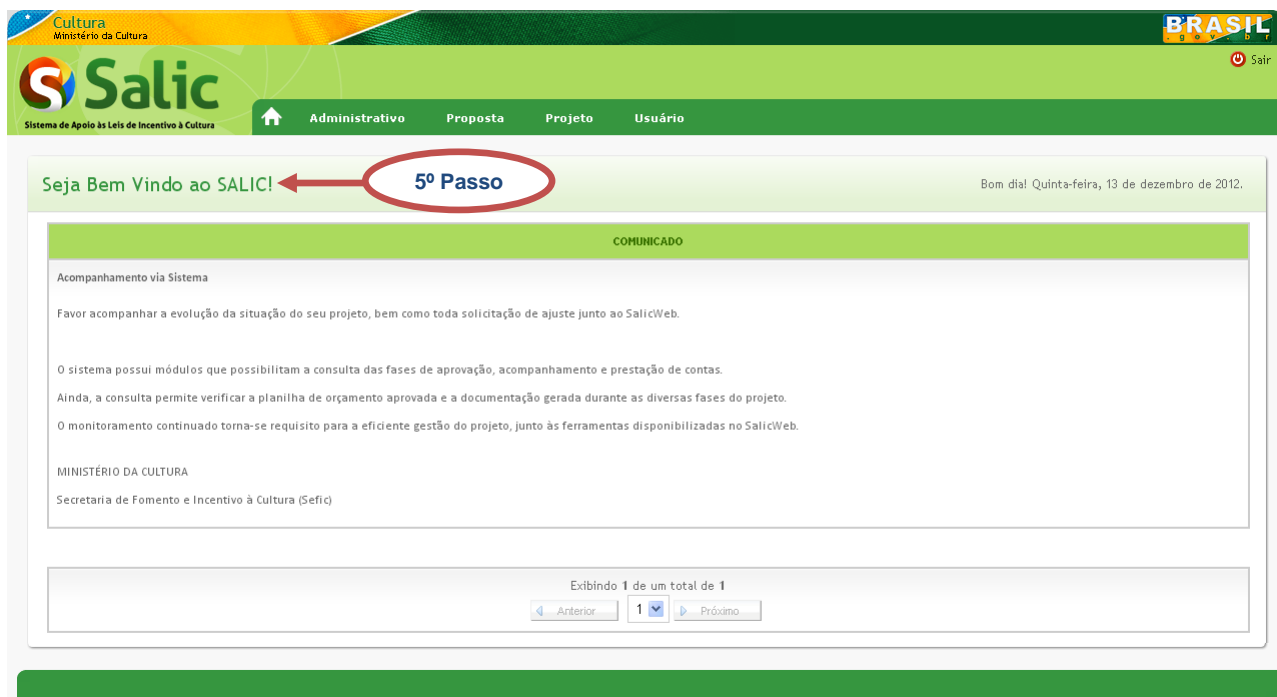 Cultura
Ministério da Cultura
BRASIL
.gov.br
Sair
Salic
Sistema de Apoio às Leis de Incentivo à Cultura
Administrativo Proposta Projeto Usuário
Seja Bem Vindo ao SALIC!
5º Passo
Bom dia! Quinta-feira, 13 de dezembro de 2012.
COMUNICADO
Acompanhamento via Sistema
Favor acompanhar a evolução da situação do seu projeto, bem como toda solicitação de ajuste junto ao SalicWeb.
O sistema possui módulos que possibilitam a consulta das fases de aprovação, acompanhamento e prestação de contas.
Ainda, a consulta permite verificar a planilha de orçamento aprovada e a documentação gerada durante as diversas fases do projeto.
O monitoramento continuado torna-se requisito para a eficiente gestão do projeto, junto às ferramentas disponibilizadas no SalicWeb.
MINISTÉRIO DA CULTURA
Secretaria de Fomento e Incentivo à Cultura (Sefic)
Exibindo 1 de um total de 1
Anterior 1 Próximo